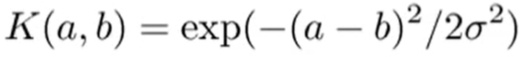 K(a, b) = exp(−(a − b)²/2σ²)